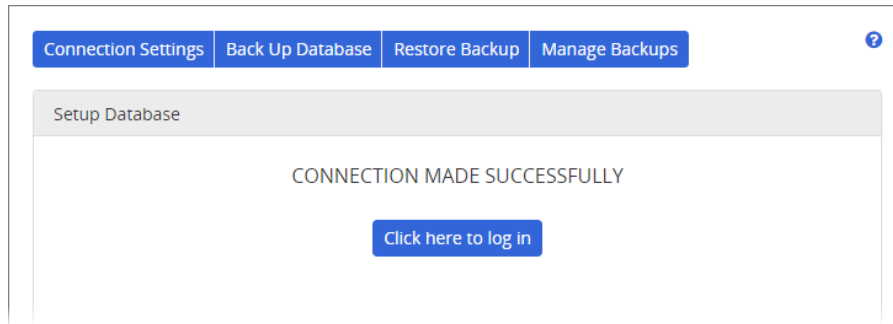 Connection Settings Back Up Database Restore Backup Manage Backups ?
Setup Database
CONNECTION MADE SUCCESSFULLY
Click here to log in